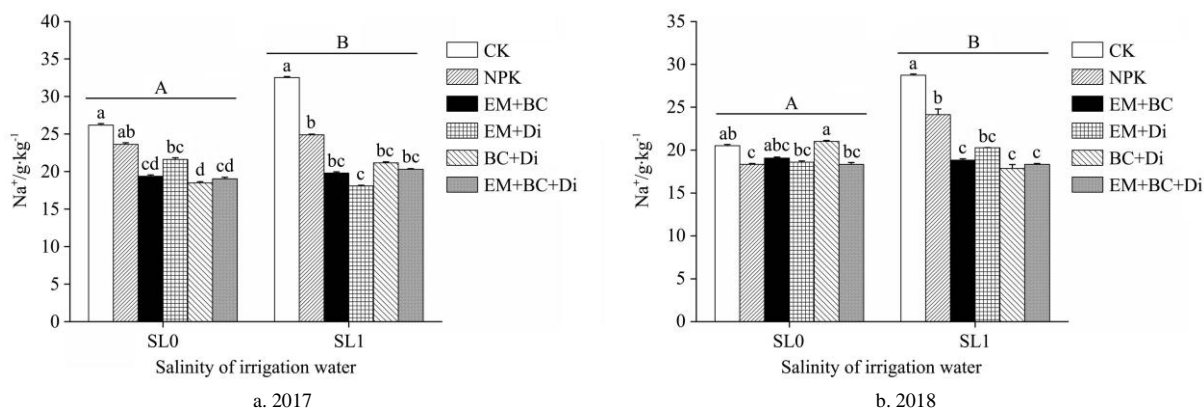 40
35
30
25
20
15
10
5
0
Na⁺/g·kg⁻¹
A
B
a
ab
cd
bc
d
cd
a
b
bc
c
bc
bc
SL0
SL1
Salinity of irrigation water
CK
NPK
EM+BC
EM+Di
BC+Di
EM+BC+Di
a. 2017
35
30
25
20
15
10
5
0
Na⁺/g·kg⁻¹
A
B
ab
c
abc
bc
a
bc
a
b
c
bc
c
c
SL0
SL1
Salinity of irrigation water
CK
NPK
EM+BC
EM+Di
BC+Di
EM+BC+Di
b. 2018